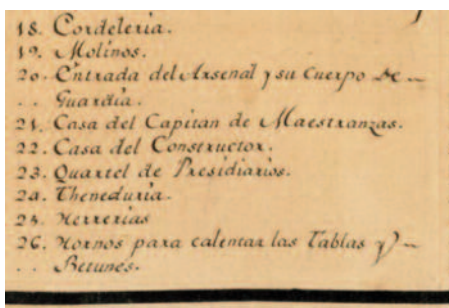 18. Cordeleria.
19. Molinos.
20. Entrada del Arsenal y su Cuerpo de
.. Guardia.
21. Casa del Capitan de Maestranzas.
22. Casa del Constructor.
23. Quartel de Presidiarios.
24. Theneduria.
25. Herrerias
26. Hornos para calentar las Tablas y
.. Betunes.